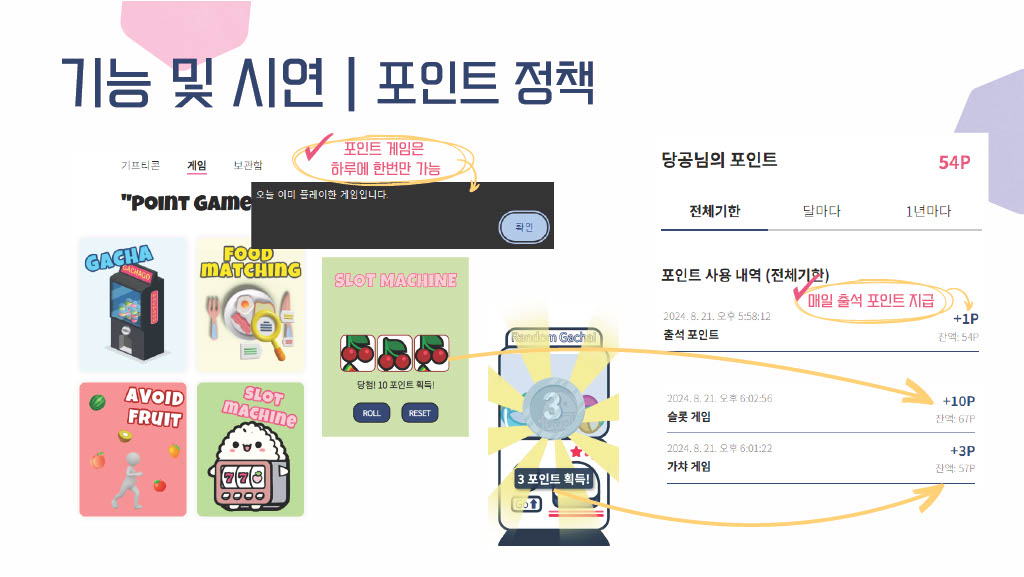 기능 및 시연 | 포인트 정책
기프티콘 게임 보관함
포인트 게임은
하루에 한번만 가능
"POINT GAME
오늘 이미 플레이한 게임입니다.
확인
GACHA
GACHAGO
FOOD
MATCHING
AVOID
FRUIT
SLOT
MACHINE
777
SLOT MACHINE
당첨! 10 포인트 획득!
ROLL RESET
Random Gacha!
3
3 포인트 획득!
GO
당공님의 포인트 54P
전체기한 달마다 1년마다
포인트 사용 내역 (전체기한)
매일 출석 포인트 지급
2024. 8. 21. 오후 5:58:12 +1P
출석 포인트 잔액: 54P
2024. 8. 21. 오후 6:02:56 +10P
슬롯 게임 잔액: 67P
2024. 8. 21. 오후 6:01:22 +3P
가챠 게임 잔액: 57P